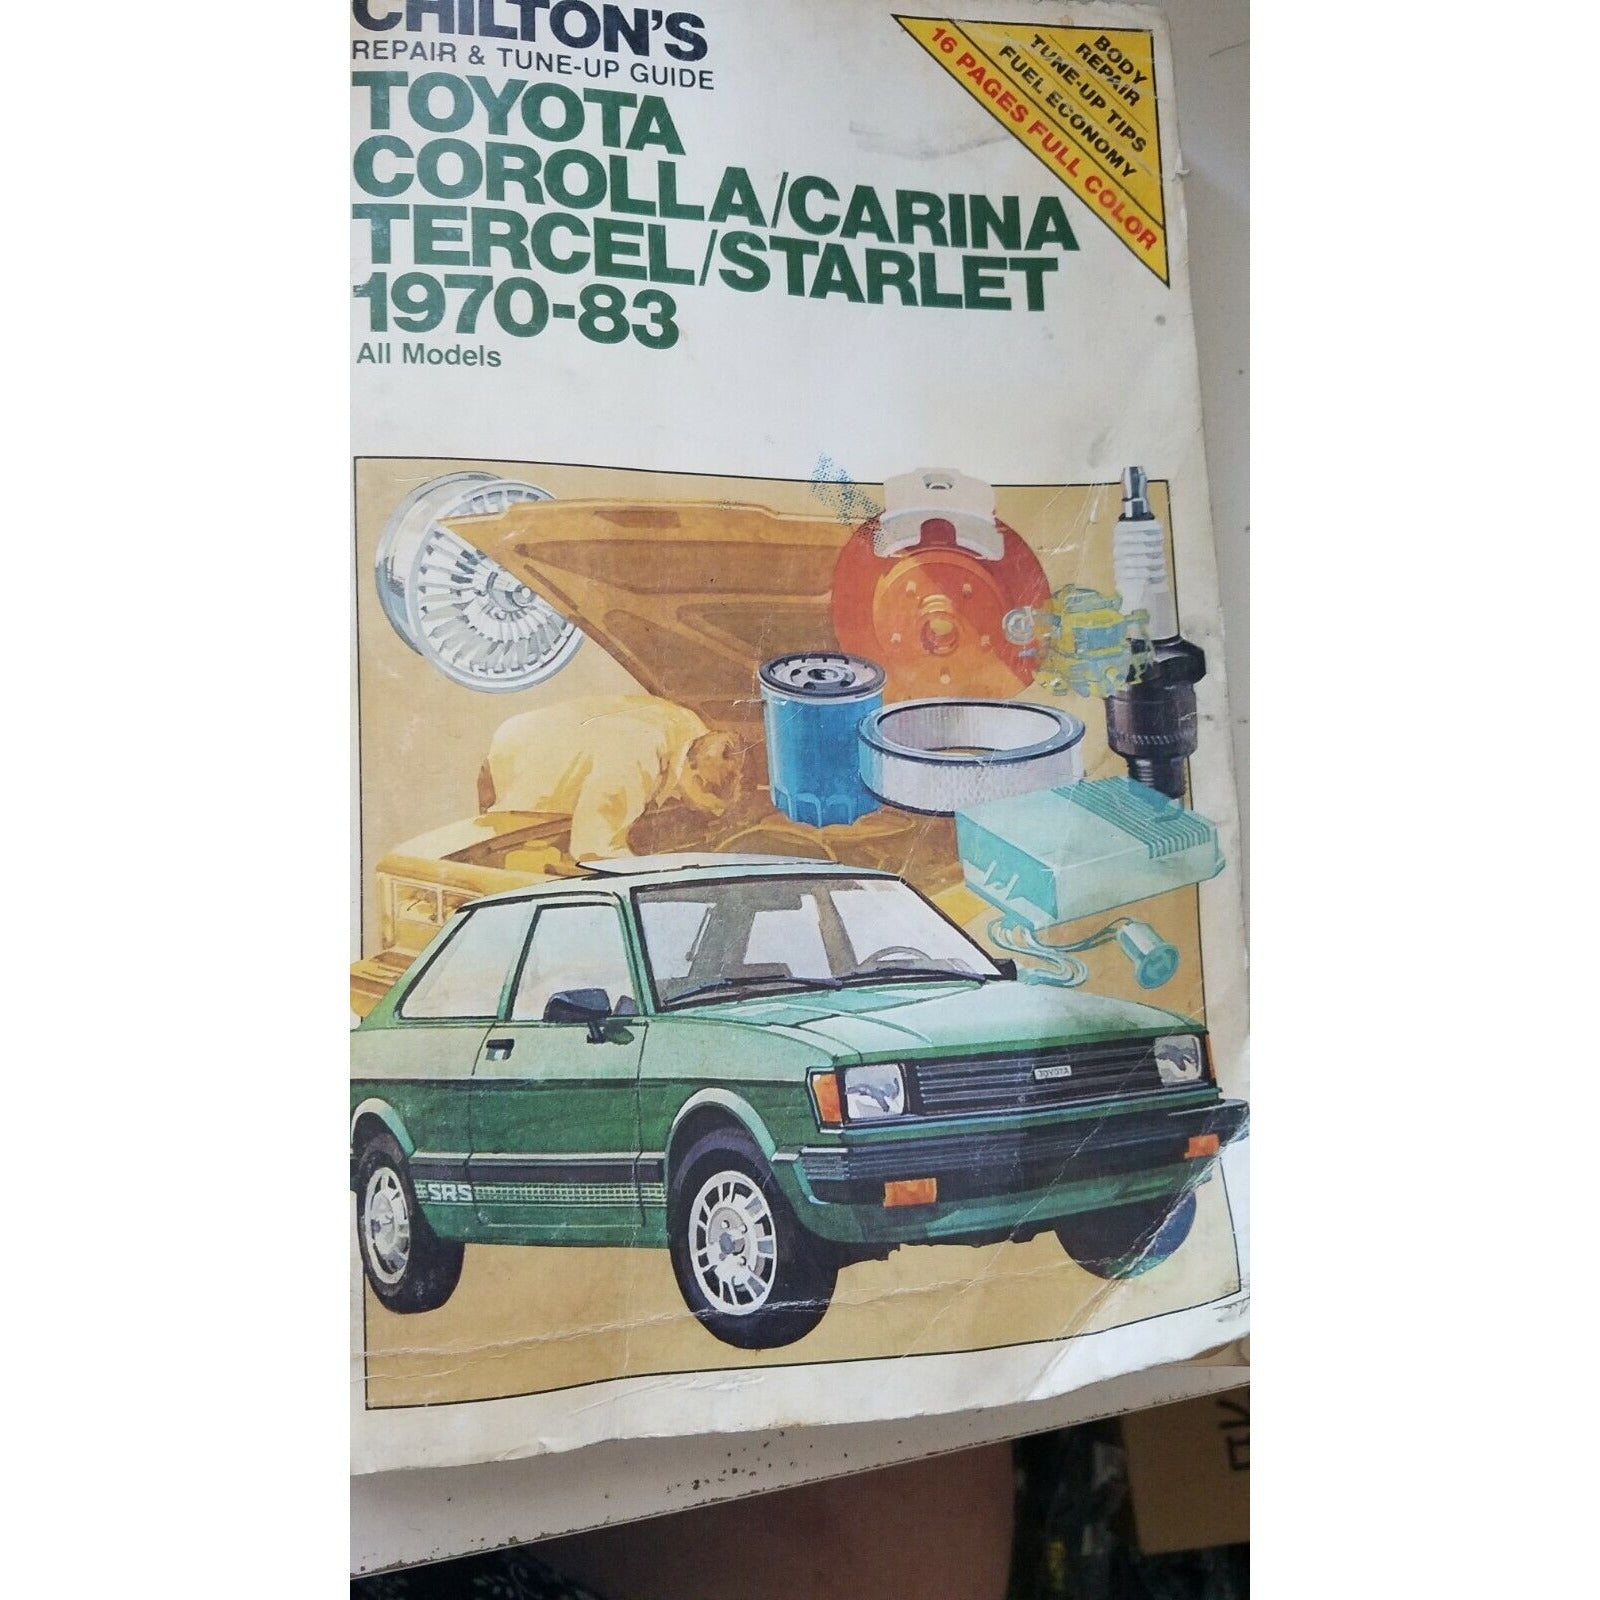 CHILTON'S
REPAIR & TUNE-UP GUIDE
TOYOTA
COROLLA/CARINA
TERCEL/STARLET
1970-83
All Models
BODY
REPAIR
TUNE-UP TIPS
FUEL ECONOMY
16 PAGES FULL COLOR
TOYOTA
SR5